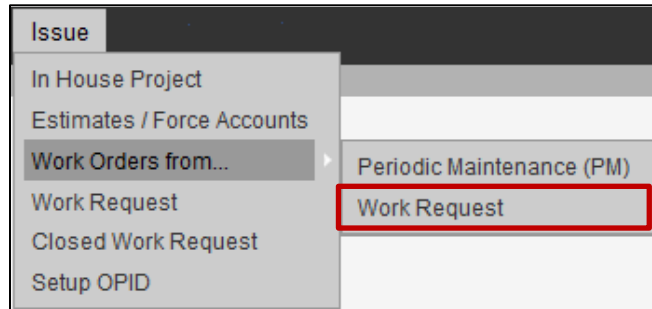 Issue
In House Project
Estimates / Force Accounts
Work Orders from...
Work Request
Closed Work Request
Setup OPID
Periodic Maintenance (PM)
Work Request